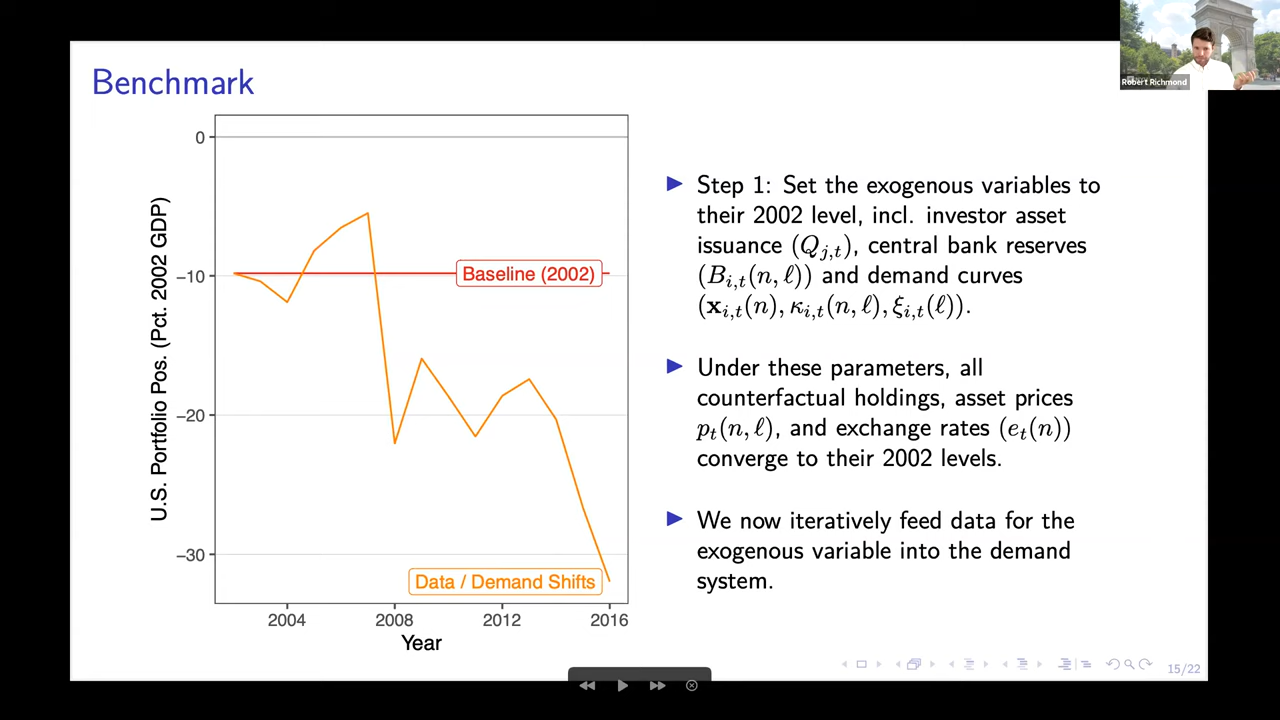 Robert Richmond
Benchmark
U.S. Portfolio Pos. (Pct. 2002 GDP)
0
−10
−20
−30
Baseline (2002)
Data / Demand Shifts
2004 2008 2012 2016
Year
Step 1: Set the exogenous variables to
their 2002 level, incl. investor asset
issuance (Q_{j,t}), central bank reserves
(B_{i,t}(n, ℓ)) and demand curves
(𝐱_{i,t}(n), κ_{i,t}(n, ℓ), ξ_{i,t}(ℓ)).
Under these parameters, all
counterfactual holdings, asset prices
p_t(n, ℓ), and exchange rates (e_t(n))
converge to their 2002 levels.
We now iteratively feed data for the
exogenous variable into the demand
system.
15/22